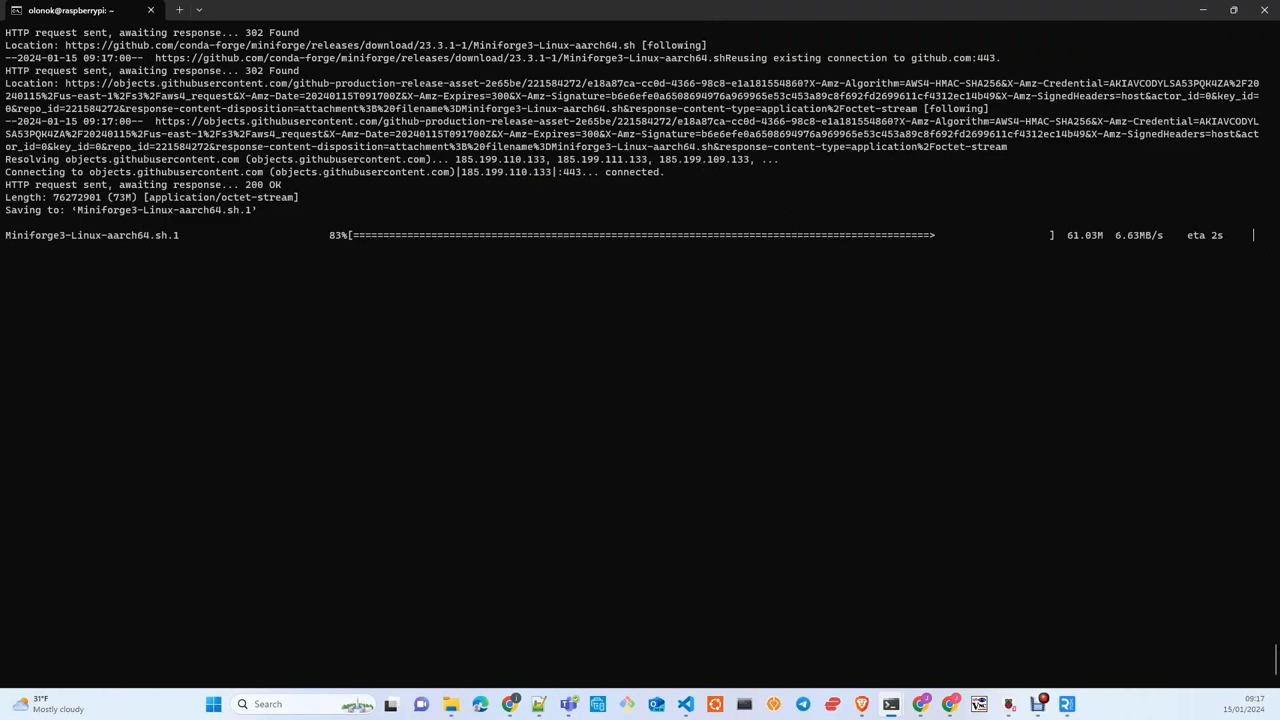 olonok@raspberrypi: ~
HTTP request sent, awaiting response... 302 Found
Location: https://github.com/conda-forge/miniforge/releases/download/23.3.1-1/Miniforge3-Linux-aarch64.sh [following]
--2024-01-15 09:17:00--  https://github.com/conda-forge/miniforge/releases/download/23.3.1-1/Miniforge3-Linux-aarch64.shReusing existing connection to github.com:443.
HTTP request sent, awaiting response... 302 Found
Location: https://objects.githubusercontent.com/github-production-release-asset-2e65be/221584272/e18a87ca-cc0d-4366-98c8-e1a181554860?X-Amz-Algorithm=AWS4-HMAC-SHA256&X-Amz-Credential=AKIAVCODYLSA53PQK4ZA%2F20
240115%2Fus-east-1%2Fs3%2Faws4_request&X-Amz-Date=20240115T091700Z&X-Amz-Expires=300&X-Amz-Signature=b6e6efe0a6508694976a969965e53c453a89c8f692fd2699611cf4312ec14b49&X-Amz-SignedHeaders=host&actor_id=0&key_id=
0&repo_id=221584272&response-content-disposition=attachment%3B%20filename%3DMiniforge3-Linux-aarch64.sh&response-content-type=application%2Foctet-stream [following]
--2024-01-15 09:17:00--  https://objects.githubusercontent.com/github-production-release-asset-2e65be/221584272/e18a87ca-cc0d-4366-98c8-e1a181554860?X-Amz-Algorithm=AWS4-HMAC-SHA256&X-Amz-Credential=AKIAVCODYL
SA53PQK4ZA%2F20240115%2Fus-east-1%2Fs3%2Faws4_request&X-Amz-Date=20240115T091700Z&X-Amz-Expires=300&X-Amz-Signature=b6e6efe0a6508694976a969965e53c453a89c8f692fd2699611cf4312ec14b49&X-Amz-SignedHeaders=host&act
or_id=0&key_id=0&repo_id=221584272&response-content-disposition=attachment%3B%20filename%3DMiniforge3-Linux-aarch64.sh&response-content-type=application%2Foctet-stream
Resolving objects.githubusercontent.com (objects.githubusercontent.com)... 185.199.110.133, 185.199.111.133, 185.199.109.133, ...
Connecting to objects.githubusercontent.com (objects.githubusercontent.com)|185.199.110.133|:443... connected.
HTTP request sent, awaiting response... 200 OK
Length: 76272901 (73M) [application/octet-stream]
Saving to: ‘Miniforge3-Linux-aarch64.sh.1’
Miniforge3-Linux-aarch64.sh.1 83%[================================================================================================> ] 61.03M 6.63MB/s eta 2s
31°F
Mostly cloudy
Search
09:17
15/01/2024